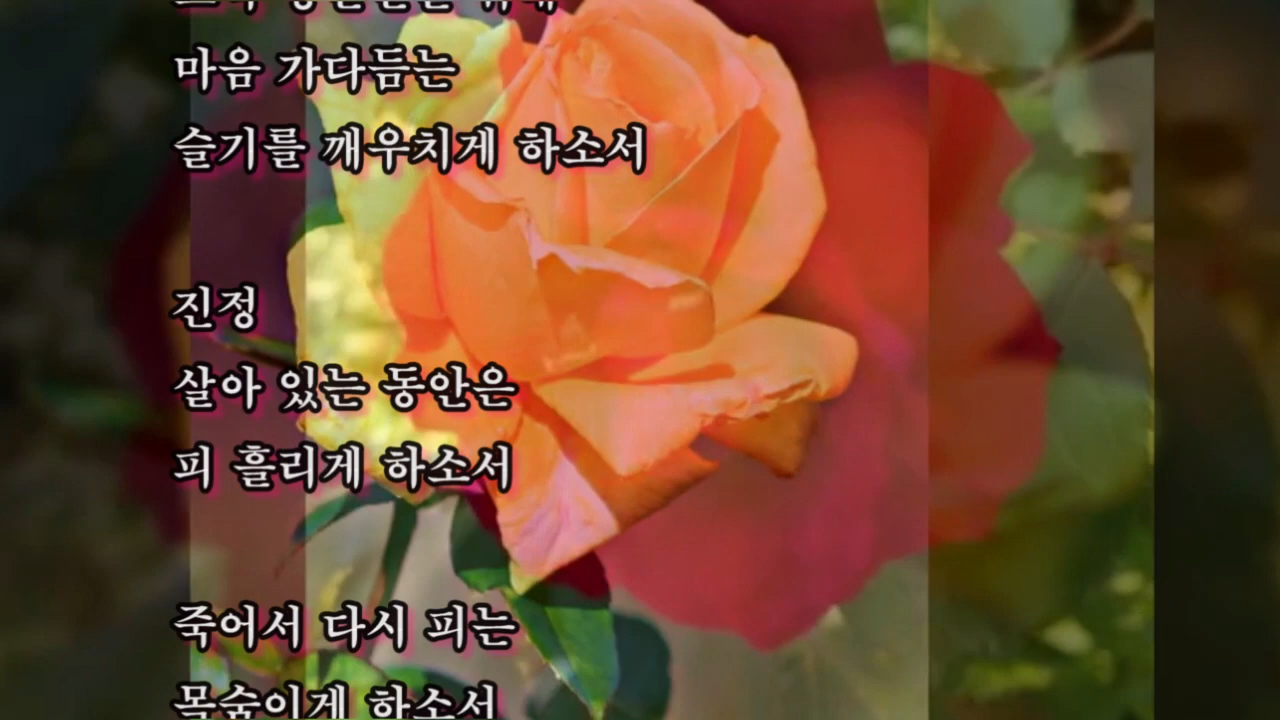 마음 가다듬는
슬기를 깨우치게 하소서
진정
살아 있는 동안은
피 흘리게 하소서
죽어서 다시 피는
목숨이게 하소서